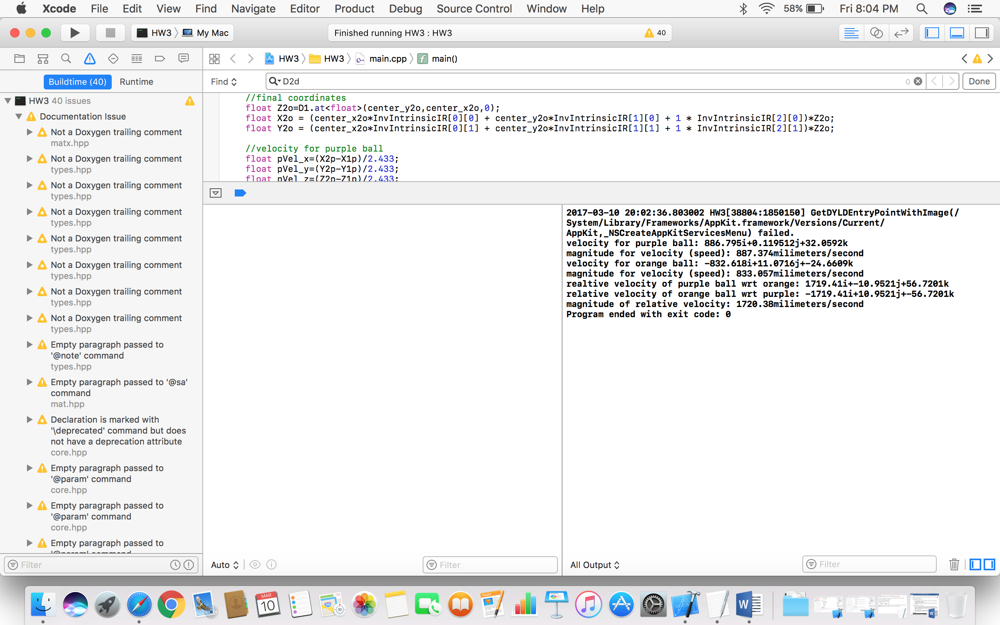 Xcode File Edit View Find Navigate Editor Product Debug Source Control Window Help 58% Fri 8:04 PM
HW3 My Mac Finished running HW3 : HW3 40
HW3 HW3 main.cpp main()
Buildtime (40) Runtime
Find D2d 0 Done
HW3 40 issues
Documentation Issue
Not a Doxygen trailing comment
matx.hpp
Not a Doxygen trailing comment
types.hpp
Not a Doxygen trailing comment
types.hpp
Not a Doxygen trailing comment
types.hpp
Not a Doxygen trailing comment
types.hpp
Not a Doxygen trailing comment
types.hpp
Not a Doxygen trailing comment
types.hpp
Not a Doxygen trailing comment
types.hpp
Empty paragraph passed to
'@note' command
types.hpp
Empty paragraph passed to '@sa'
command
mat.hpp
Declaration is marked with
'\deprecated' command but does
not have a deprecation attribute
core.hpp
Empty paragraph passed to
'@param' command
core.hpp
Empty paragraph passed to
'@param' command
core.hpp
Empty paragraph passed to
'@param' command
Filter
//final coordinates
float Z2o=D1.at<float>(center_y2o,center_x2o,0);
float X2o = (center_x2o*InvIntrinsicIR[0][0] + center_y2o*InvIntrinsicIR[1][0] + 1 * InvIntrinsicIR[2][0])*Z2o;
float Y2o = (center_x2o*InvIntrinsicIR[0][1] + center_y2o*InvIntrinsicIR[1][1] + 1 * InvIntrinsicIR[2][1])*Z2o;
//velocity for purple ball
float pVel_x=(X2p-X1p)/2.433;
float pVel_y=(Y2p-Y1p)/2.433;
float pVel_z=(Z2p-Z1p)/2.433;
2017-03-10 20:02:36.803002 HW3[38804:1850150] GetDYLDEntryPointWithImage(/
System/Library/Frameworks/AppKit.framework/Versions/Current/
AppKit,_NSCreateAppKitServicesMenu) failed.
velocity for purple ball: 886.795i+0.119512j+32.0592k
magnitude for velocity (speed): 887.374milimeters/second
velocity for orange ball: -832.618i+11.0716j+-24.6609k
magnitude for velocity (speed): 833.057milimeters/second
realtive velocity of purple ball wrt orange: 1719.41i+-10.9521j+56.7201k
relative velocity of orange ball wrt purple: -1719.41i+10.9521j+-56.7201k
magnitude of relative velocity: 1720.38milimeters/second
Program ended with exit code: 0
Auto Filter
All Output Filter
MAR
10
280
3D
PAGES
W